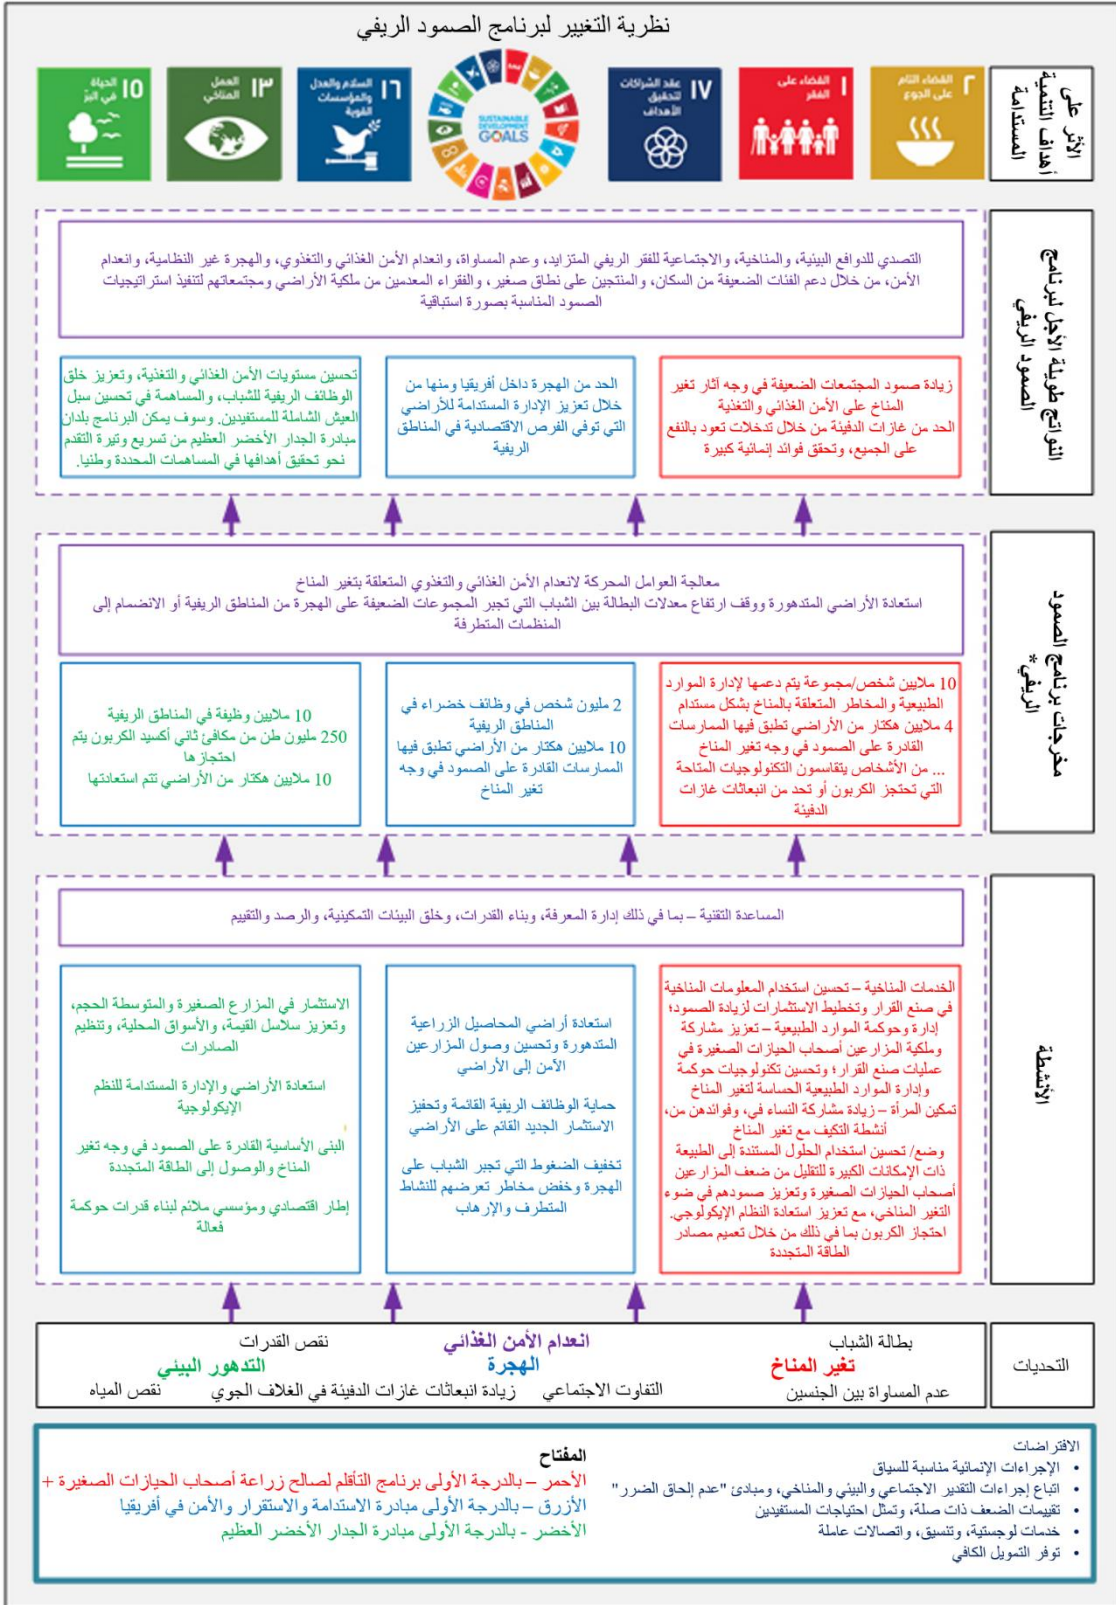 نظرية التغيير لبرنامج الصمود الريفي
الأثر على
أهداف التنمية
المستدامة
٢ القضاء التام
على الجوع
١ القضاء على
الفقر
١٧ عقد الشراكات
لتحقيق
الأهداف
SUSTAINABLE
DEVELOPMENT
GOALS
١٦ السلام والعدل
والمؤسسات
القوية
١٣ العمل
المناخي
١٥ الحياة
في البرّ
النواتج طويلة الأجل لبرنامج
الصمود الريفي
التصدي للدوافع البيئية، والمناخية، والاجتماعية للفقر الريفي المتزايد، وعدم المساواة، وانعدام الأمن الغذائي والتغذوي، والهجرة غير النظامية، وانعدام
الأمن، من خلال دعم الفئات الضعيفة من السكان، والمنتجين على نطاق صغير، والفقراء المعدمين من ملكية الأراضي ومجتمعاتهم لتنفيذ استراتيجيات
الصمود المناسبة بصورة استباقية
زيادة صمود المجتمعات الضعيفة في وجه آثار تغير
المناخ على الأمن الغذائي والتغذية
الحد من غازات الدفيئة من خلال تدخلات تعود بالنفع
على الجميع، وتحقق فوائد إنمائية كبيرة
الحد من الهجرة داخل أفريقيا ومنها من
خلال تعزيز الإدارة المستدامة للأراضي
التي توفي الفرص الاقتصادية في المناطق
الريفية
تحسين مستويات الأمن الغذائي والتغذية، وتعزيز خلق
الوظائف الريفية للشباب، والمساهمة في تحسين سبل
العيش الشاملة للمستفيدين. وسوف يمكن البرنامج بلدان
مبادرة الجدار الأخضر العظيم من تسريع وتيرة التقدم
نحو تحقيق أهدافها في المساهمات المحددة وطنيا.
مخرجات برنامج الصمود
الريفي*
معالجة العوامل المحركة لانعدام الأمن الغذائي والتغذوي المتعلقة بتغير المناخ
استعادة الأراضي المتدهورة ووقف ارتفاع معدلات البطالة بين الشباب التي تجبر المجموعات الضعيفة على الهجرة من المناطق الريفية أو الانضمام إلى
المنظمات المتطرفة
10 ملايين شخص/مجموعة يتم دعمها لإدارة الموارد
الطبيعية والمخاطر المتعلقة بالمناخ بشكل مستدام
4 ملايين هكتار من الأراضي تطبق فيها الممارسات
القادرة على الصمود في وجه تغير المناخ
... من الأشخاص يتقاسمون التكنولوجيات المتاحة
التي تحتجز الكربون أو تحد من انبعاثات غازات
الدفيئة
2 مليون شخص في وظائف خضراء في
المناطق الريفية
10 ملايين هكتار من الأراضي تطبق فيها
الممارسات القادرة على الصمود في وجه
تغير المناخ
10 ملايين وظيفة في المناطق الريفية
250 مليون طن من مكافئ ثاني أكسيد الكربون يتم
احتجازها
10 ملايين هكتار من الأراضي تتم استعادتها
الأنشطة
المساعدة التقنية – بما في ذلك إدارة المعرفة، وبناء القدرات، وخلق البيئات التمكينية، والرصد والتقييم
الخدمات المناخية – تحسين استخدام المعلومات المناخية
في صنع القرار وتخطيط الاستثمارات لزيادة الصمود؛
إدارة وحوكمة الموارد الطبيعية – تعزيز مشاركة
وملكية المزارعين أصحاب الحيازات الصغيرة في
عمليات صنع القرار؛ وتحسين تكنولوجيات حوكمة
وإدارة الموارد الطبيعية الحساسة لتغير المناخ
تمكين المرأة – زيادة مشاركة النساء في، وفوائدهن من،
أنشطة التكيف مع تغير المناخ
وضع/ تحسين استخدام الحلول المستندة إلى الطبيعة
ذات الإمكانات الكبيرة للتقليل من ضعف المزارعين
أصحاب الحيازات الصغيرة وتعزيز صمودهم في ضوء
التغير المناخي، مع تعزيز استعادة النظام الإيكولوجي.
احتجاز الكربون بما في ذلك من خلال تعميم مصادر
الطاقة المتجددة
استعادة أراضي المحاصيل الزراعية
المتدهورة وتحسين وصول المزارعين
الآمن إلى الأراضي
حماية الوظائف الريفية القائمة وتحفيز
الاستثمار الجديد القائم على الأراضي
تخفيف الضغوط التي تجبر الشباب على
الهجرة وخفض مخاطر تعرضهم للنشاط
المتطرف والإرهاب
الاستثمار في المزارع الصغيرة والمتوسطة الحجم،
وتعزيز سلاسل القيمة، والأسواق المحلية، وتنظيم
الصادرات
استعادة الأراضي والإدارة المستدامة للنظم
الإيكولوجية
البنى الأساسية القادرة على الصمود في وجه تغير
المناخ والوصول إلى الطاقة المتجددة
إطار اقتصادي ومؤسسي ملائم لبناء قدرات حوكمة
فعالة
التحديات
بطالة الشباب انعدام الأمن الغذائي نقص القدرات
تغير المناخ الهجرة التدهور البيئي
عدم المساواة بين الجنسين التفاوت الاجتماعي زيادة انبعاثات غازات الدفيئة في الغلاف الجوي نقص المياه
الافتراضات
• الإجراءات الإنمائية مناسبة للسياق
• اتباع إجراءات التقدير الاجتماعي والبيئي والمناخي، ومبادئ "عدم إلحاق الضرر"
• تقييمات الضعف ذات صلة، وتمثل احتياجات المستفيدين
• خدمات لوجستية، وتنسيق، واتصالات عاملة
• توفر التمويل الكافي
المفتاح
الأحمر – بالدرجة الأولى برنامج التأقلم لصالح زراعة أصحاب الحيازات الصغيرة +
الأزرق – بالدرجة الأولى مبادرة الاستدامة والاستقرار والأمن في أفريقيا
الأخضر - بالدرجة الأولى مبادرة الجدار الأخضر العظيم